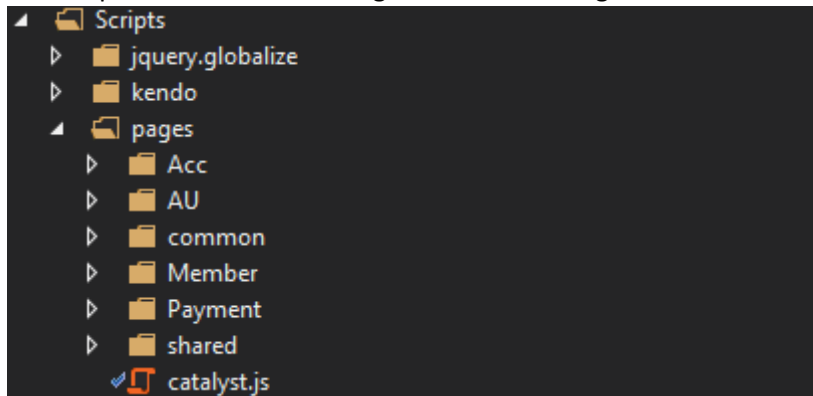 Scripts
jquery.globalize
kendo
pages
Acc
AU
common
Member
Payment
shared
catalyst.js